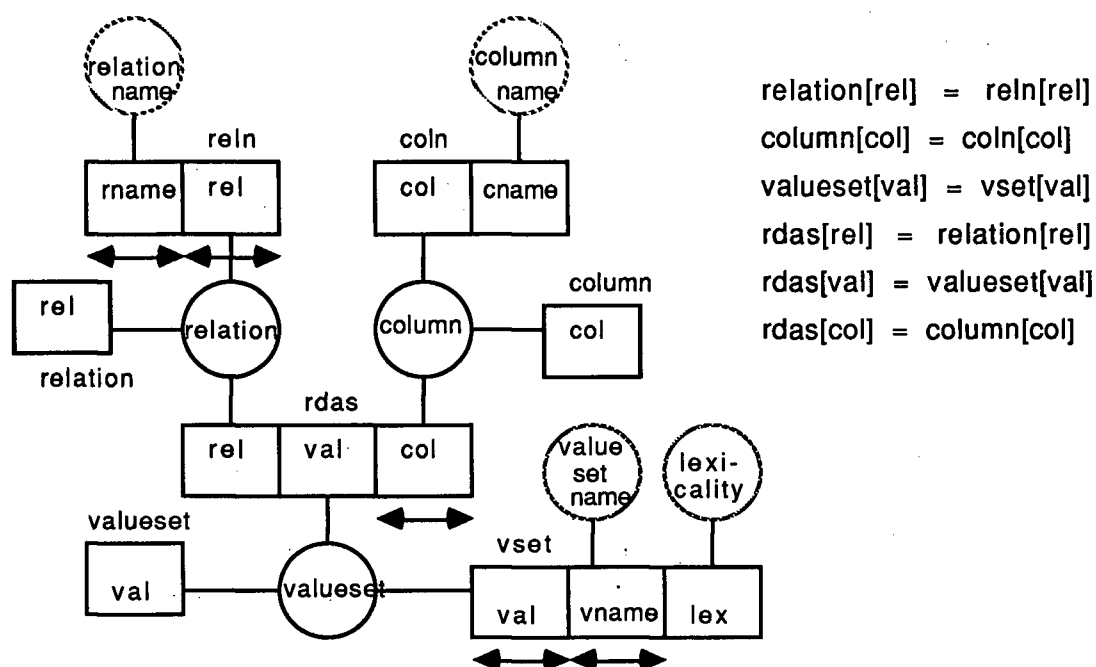 relation
name
column
name
reln
coln
rname
rel
col
cname
rel
relation
column
column
col
relation
rdas
rel
val
col
value
set
name
lexi-
cality
valueset
vset
val
valueset
val
vname
lex
relation[rel] = reln[rel]
column[col] = coln[col]
valueset[val] = vset[val]
rdas[rel] = relation[rel]
rdas[val] = valueset[val]
rdas[col] = column[col]